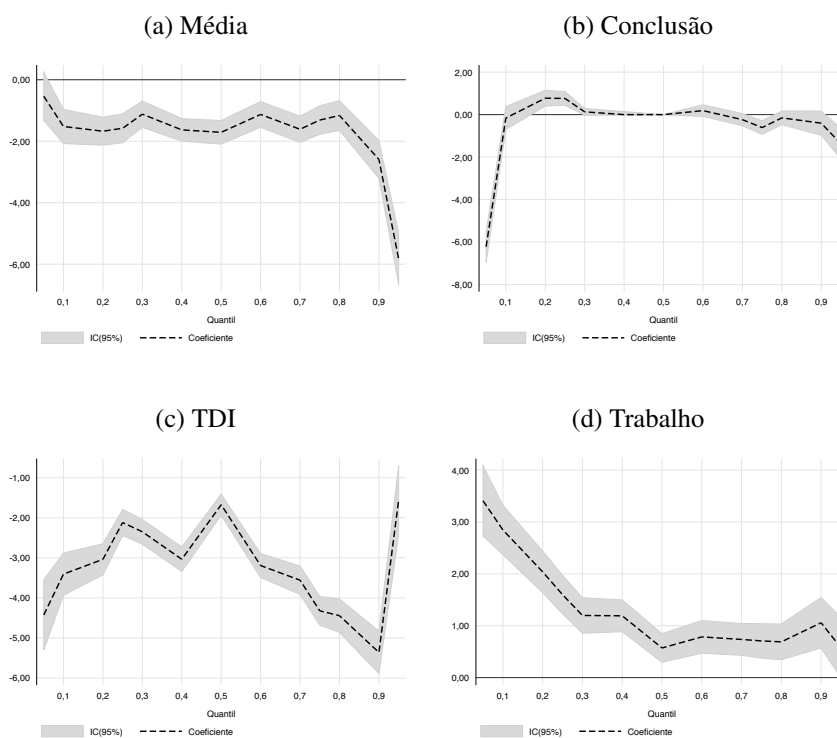 (a) Média
0,00
-2,00
-4,00
-6,00
0,1 0,2 0,3 0,4 0,5 0,6 0,7 0,8 0,9
Quantil
IC(95%) Coeficiente
(b) Conclusão
2,00
0,00
-2,00
-4,00
-6,00
-8,00
0,1 0,2 0,3 0,4 0,5 0,6 0,7 0,8 0,9
Quantil
IC(95%) Coeficiente
(c) TDI
-1,00
-2,00
-3,00
-4,00
-5,00
-6,00
0,1 0,2 0,3 0,4 0,5 0,6 0,7 0,8 0,9
Quantil
IC(95%) Coeficiente
(d) Trabalho
4,00
3,00
2,00
1,00
0,00
0,1 0,2 0,3 0,4 0,5 0,6 0,7 0,8 0,9
Quantil
IC(95%) Coeficiente